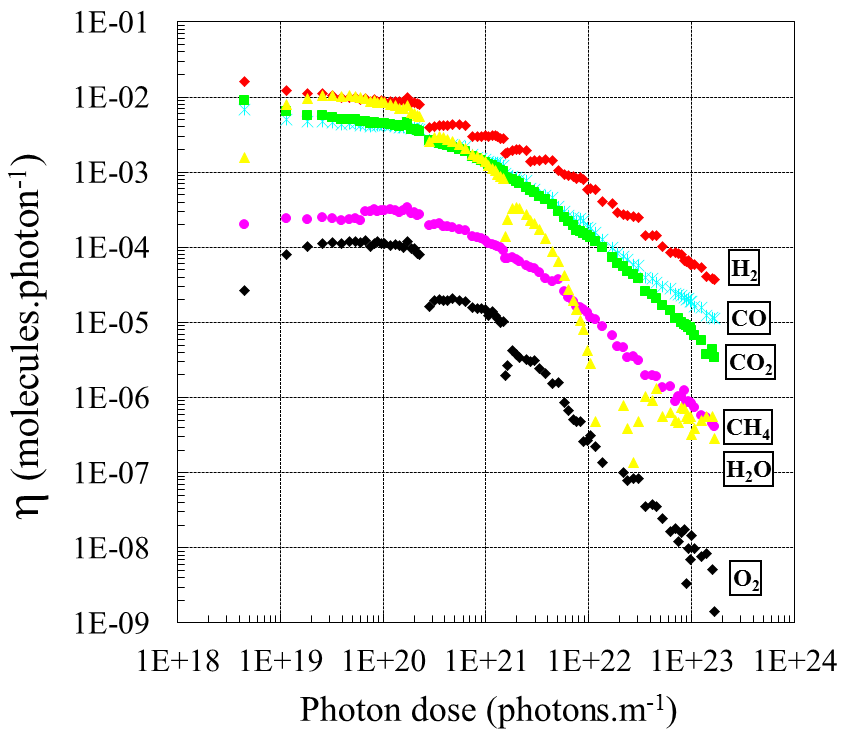 1E-01
1E-02
1E-03
1E-04
1E-05
1E-06
1E-07
1E-08
1E-09
η (molecules.photon⁻¹)
H₂
CO
CO₂
CH₄
H₂O
O₂
1E+18 1E+19 1E+20 1E+21 1E+22 1E+23 1E+24
Photon dose (photons.m⁻¹)